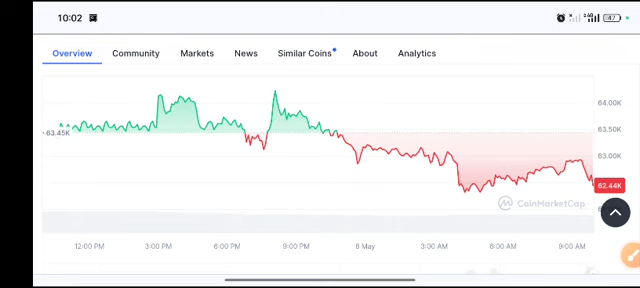 10:02
4G
47
Overview Community Markets News Similar Coins About Analytics
64.00K
63.45K
63.50K
63.00K
62.44K
CoinMarketCap
12:00 PM 3:00 PM 6:00 PM 9:00 PM 8 May 3:00 AM 6:00 AM 9:00 AM